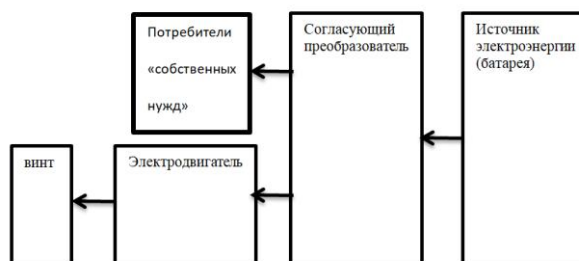 Потребители
«собственных
нужд»
Согласующий
преобразователь
Источник
электроэнергии
(батарея)
винт
Электродвигатель